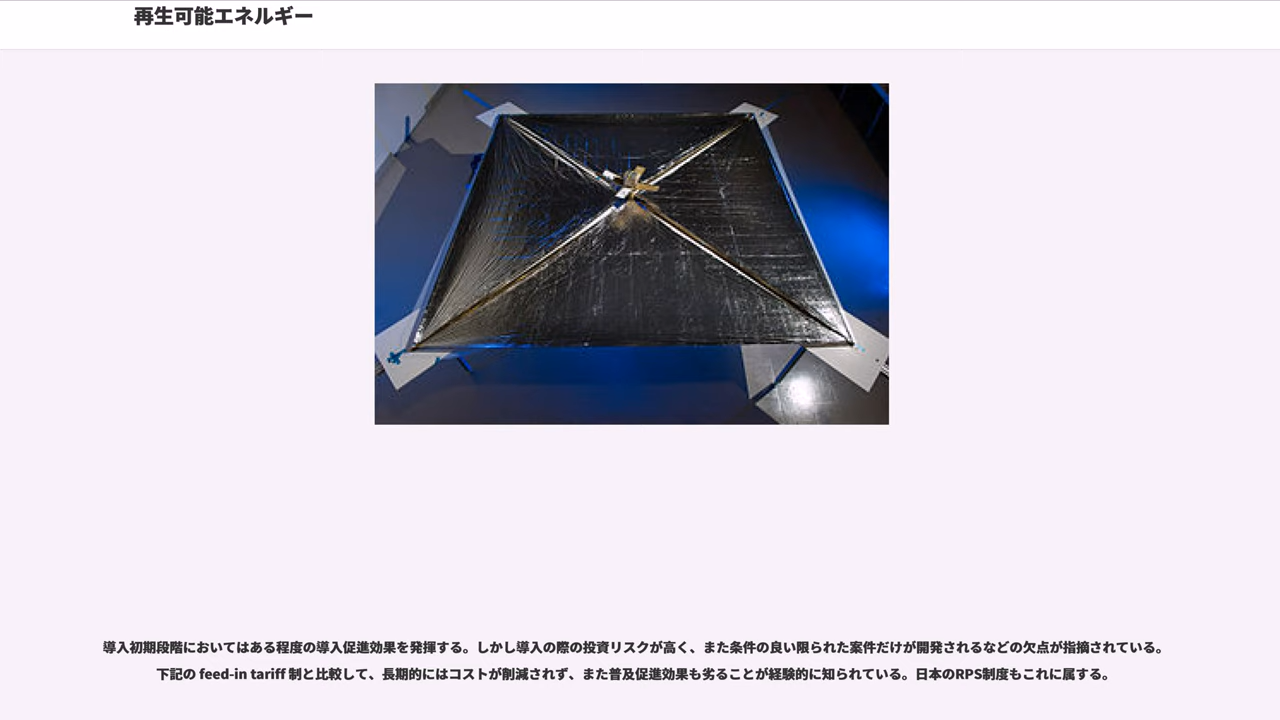 再生可能エネルギー
導入初期段階においてはある程度の導入促進効果を発揮する。しかし導入の際の投資リスクが高く、また条件の良い限られた案件だけが開発されるなどの欠点が指摘されている。
下記の feed-in tariff 制と比較して、長期的にはコストが削減されず、また普及促進効果も劣ることが経験的に知られている。日本のRPS制度もこれに属する。